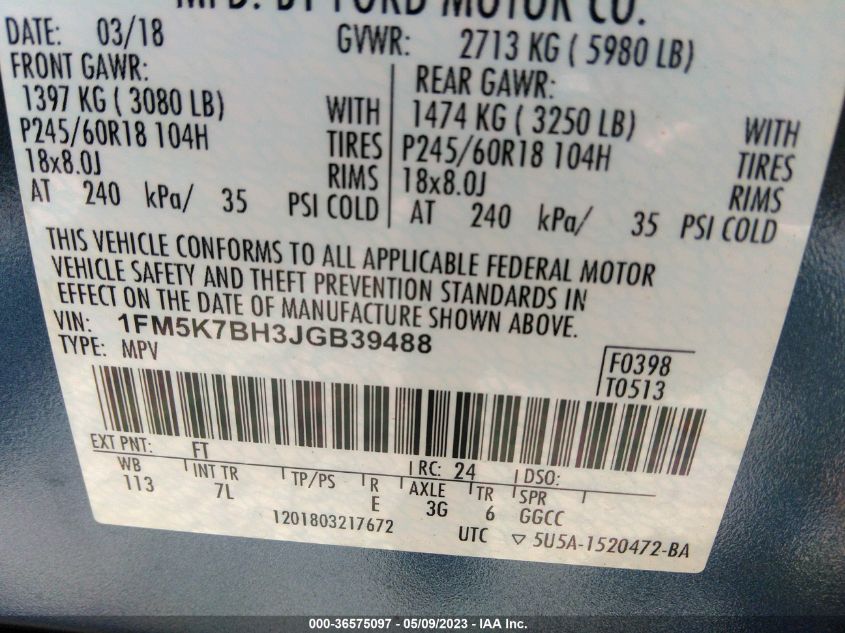 MFD. BY FORD MOTOR CO.
DATE: 03/18 GVWR: 2713 KG ( 5980 LB)
FRONT GAWR: REAR GAWR:
1397 KG ( 3080 LB) WITH 1474 KG ( 3250 LB) WITH
P245/60R18 104H TIRES P245/60R18 104H TIRES
18x8.0J RIMS 18x8.0J RIMS
AT 240 kPa/ 35 PSI COLD AT 240 kPa/ 35 PSI COLD
THIS VEHICLE CONFORMS TO ALL APPLICABLE FEDERAL MOTOR
VEHICLE SAFETY AND THEFT PREVENTION STANDARDS IN
EFFECT ON THE DATE OF MANUFACTURE SHOWN ABOVE.
VIN: 1FM5K7BH3JGB39488
TYPE: MPV
F0398
T0513
EXT PNT: FT RC: 24 DSO:
WB INT TR TP/PS R AXLE TR SPR
113 7L E 3G 6 GGCC
1201803217672 UTC ▽ 5U5A-1520472-BA
000-36575097 - 05/09/2023 - IAA Inc.